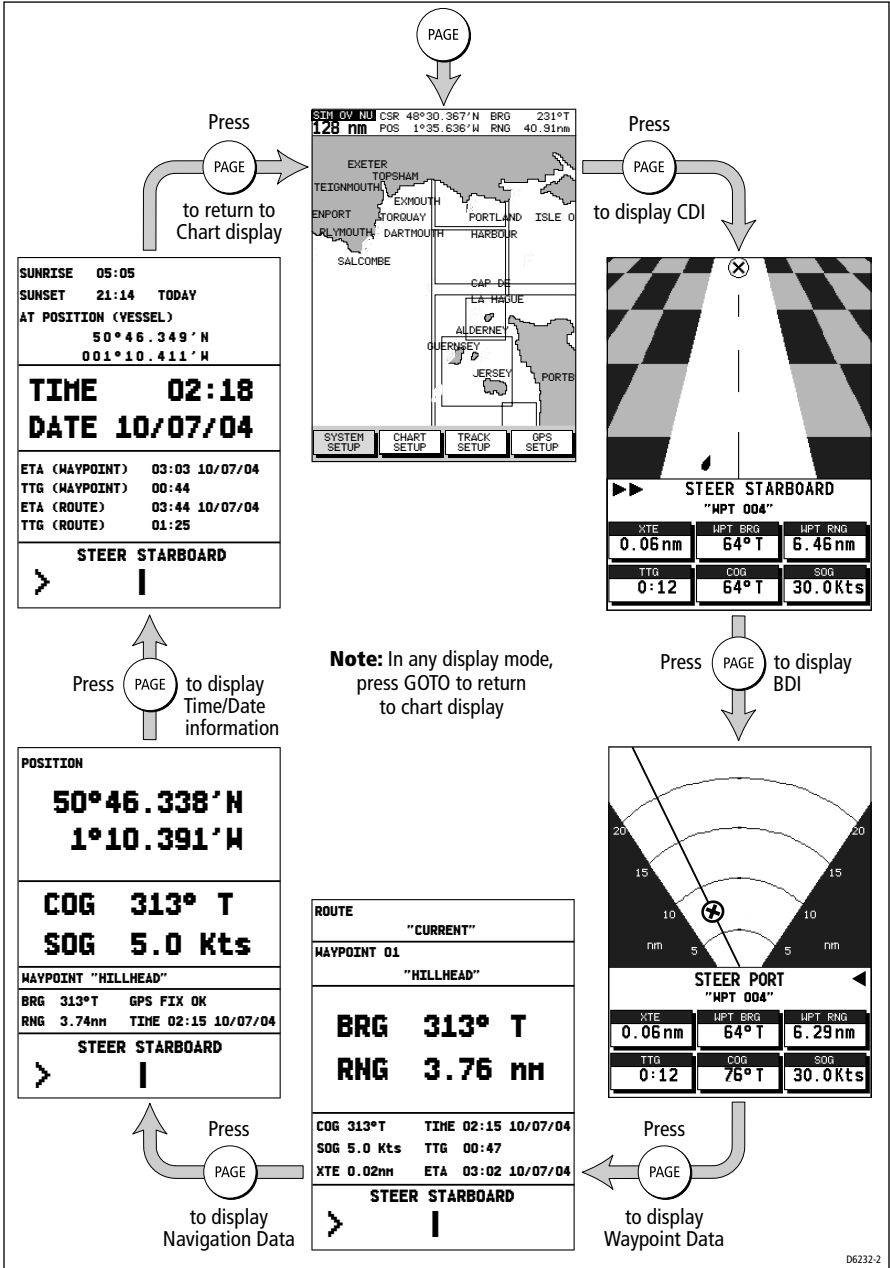 PAGE
Press
PAGE
to return to
Chart display
SIM OV NU CSR 48°30.367'N BRG 231°T
128 nm POS 1°35.636'W RNG 40.91nm
EXETER
TOPSHAM
TEIGNMOUTH
EXMOUTH
ENPORT TORQUAY PORTLAND ISLE O
PLYMOUTH DARTMOUTH HARBOUR
SALCOMBE
CAP DE
LA HAGUE
ALDERNEY
GUERNSEY
JERSEY PORTB
SYSTEM SETUP
CHART SETUP
TRACK SETUP
GPS SETUP
Press
PAGE
to display CDI
STEER STARBOARD
"WPT 004"
XTE WPT BRG WPT RNG
0.06nm 64°T 6.46nm
TTG COG SOG
0:12 64°T 30.0Kts
Press PAGE to display
BDI
20 20
15 15
10 10
nm 5 5 nm
STEER PORT
"WPT 004"
XTE WPT BRG WPT RNG
0.06nm 64°T 6.29nm
TTG COG SOG
0:12 76°T 30.0Kts
Press
PAGE
to display
Waypoint Data
ROUTE
"CURRENT"
WAYPOINT 01
"HILLHEAD"
BRG 313° T
RNG 3.76 nm
COG 313°T TIME 02:15 10/07/04
SOG 5.0 Kts TTG 00:47
XTE 0.02nm ETA 03:02 10/07/04
STEER STARBOARD
>
Press
PAGE
to display
Navigation Data
POSITION
50°46.338'N
1°10.391'W
COG 313° T
SOG 5.0 Kts
WAYPOINT "HILLHEAD"
BRG 313°T GPS FIX OK
RNG 3.74nm TIME 02:15 10/07/04
STEER STARBOARD
>
Press PAGE to display
Time/Date
information
SUNRISE 05:05
SUNSET 21:14 TODAY
AT POSITION (VESSEL)
50°46.349'N
001°10.411'W
TIME 02:18
DATE 10/07/04
ETA (WAYPOINT) 03:03 10/07/04
TTG (WAYPOINT) 00:44
ETA (ROUTE) 03:44 10/07/04
TTG (ROUTE) 01:25
STEER STARBOARD
>
Note: In any display mode,
press GOTO to return
to chart display
D6232-2